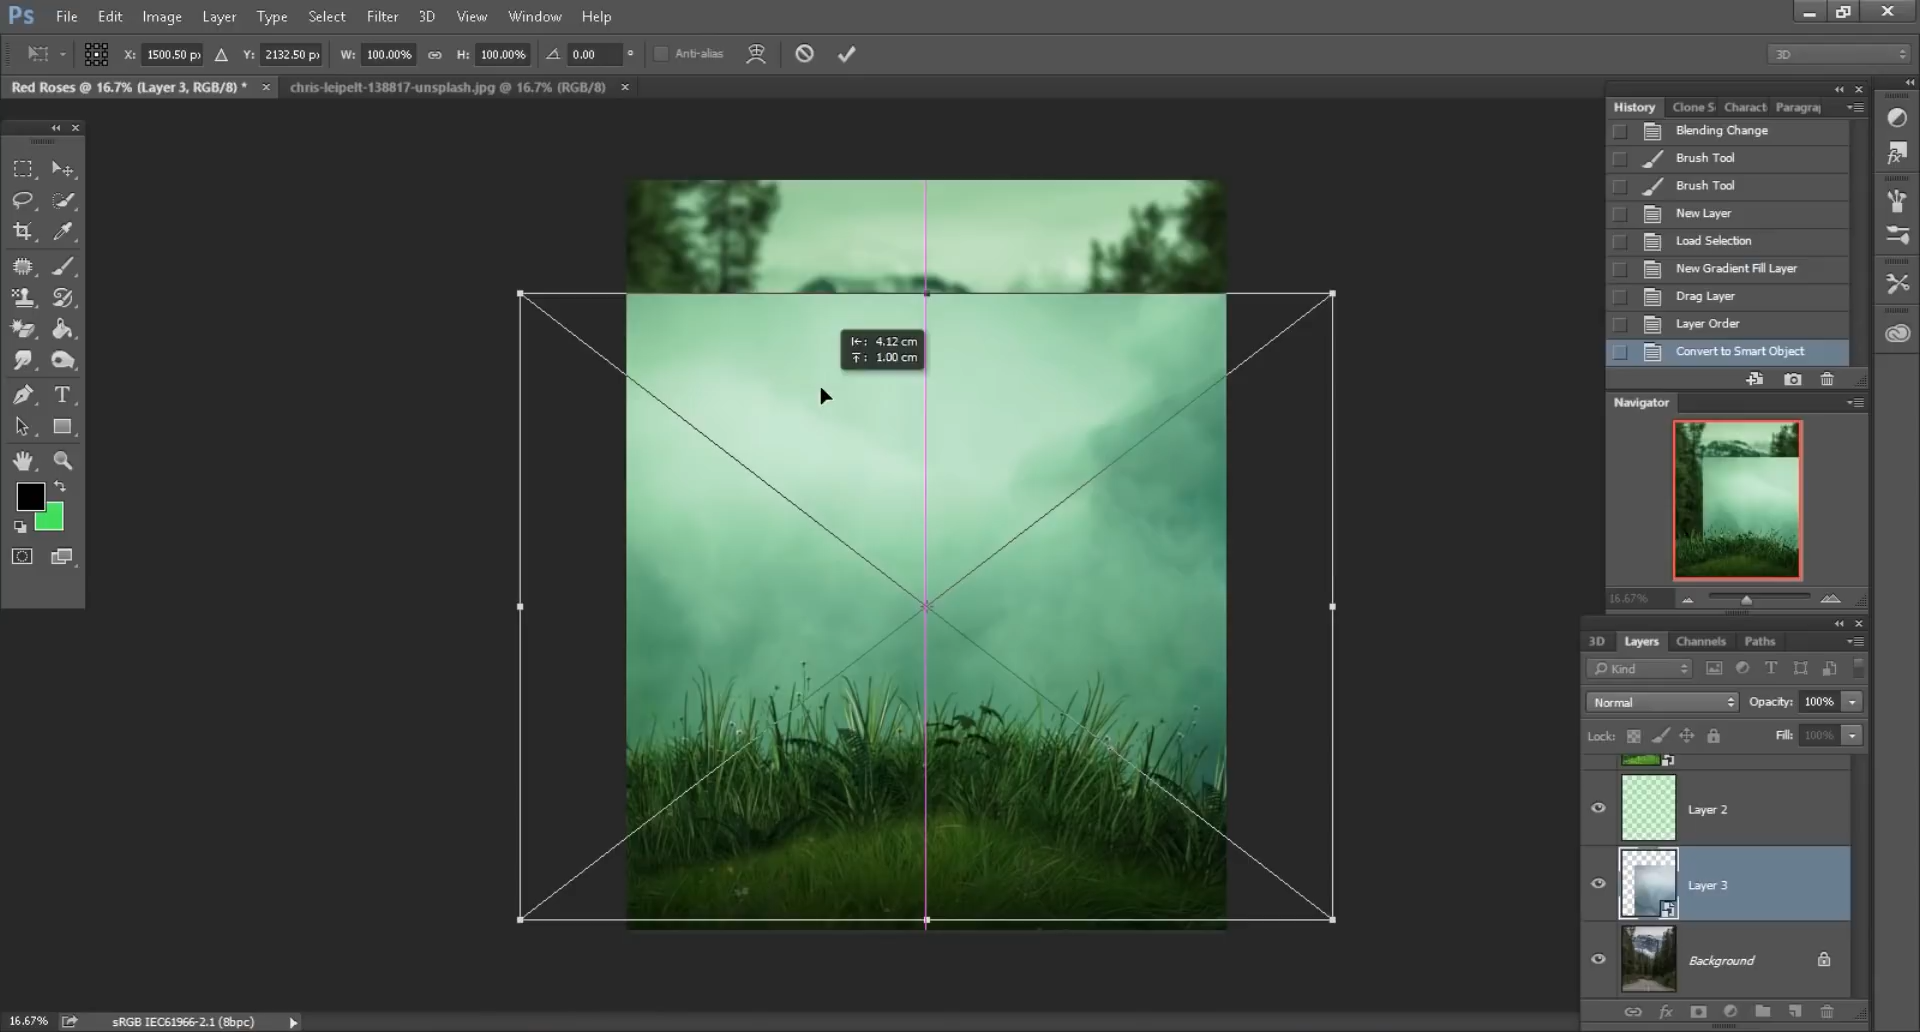 Ps File Edit Image Layer Type Select Filter 3D View Window Help
X: 1500.50 p Y: 2132.50 p W: 100.00% H: 100.00% 0.00 ° Anti-alias 3D
Red Roses @ 16.7% (Layer 3, RGB/8) * × chris-leipelt-138817-unsplash.jpg @ 16.7% (RGB/8) ×
History Clone S Charact Paragra
Blending Change
Brush Tool
Brush Tool
New Layer
Load Selection
New Gradient Fill Layer
Drag Layer
Layer Order
Convert to Smart Object
4.12 cm
1.00 cm
Navigator
16.67%
3D Layers Channels Paths
Kind T
Normal Opacity: 100%
Lock: Fill: 100%
Layer 2
Layer 3
Background
fx
16.67% sRGB IEC61966-2.1 (8bpc)